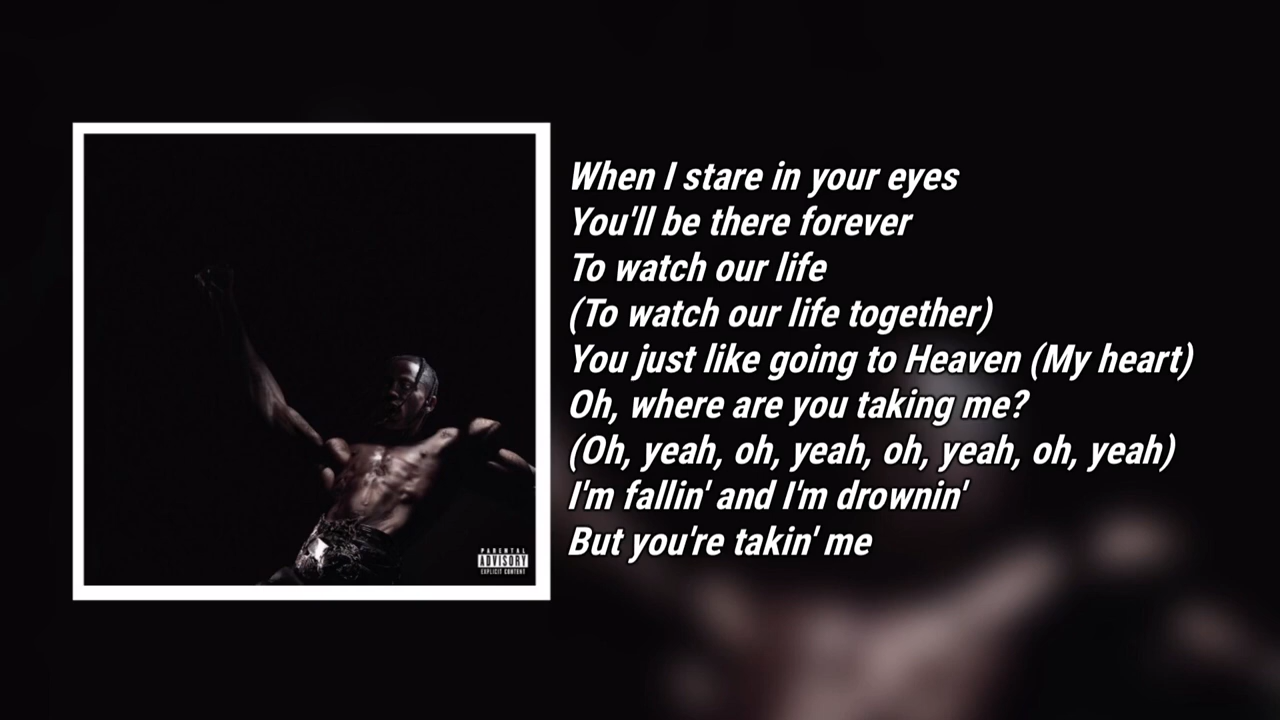 When I stare in your eyes
You'll be there forever
To watch our life
(To watch our life together)
You just like going to Heaven (My heart)
Oh, where are you taking me?
(Oh, yeah, oh, yeah, oh, yeah, oh, yeah)
I'm fallin' and I'm drownin'
But you're takin' me
PARENTAL
ADVISORY
EXPLICIT CONTENT